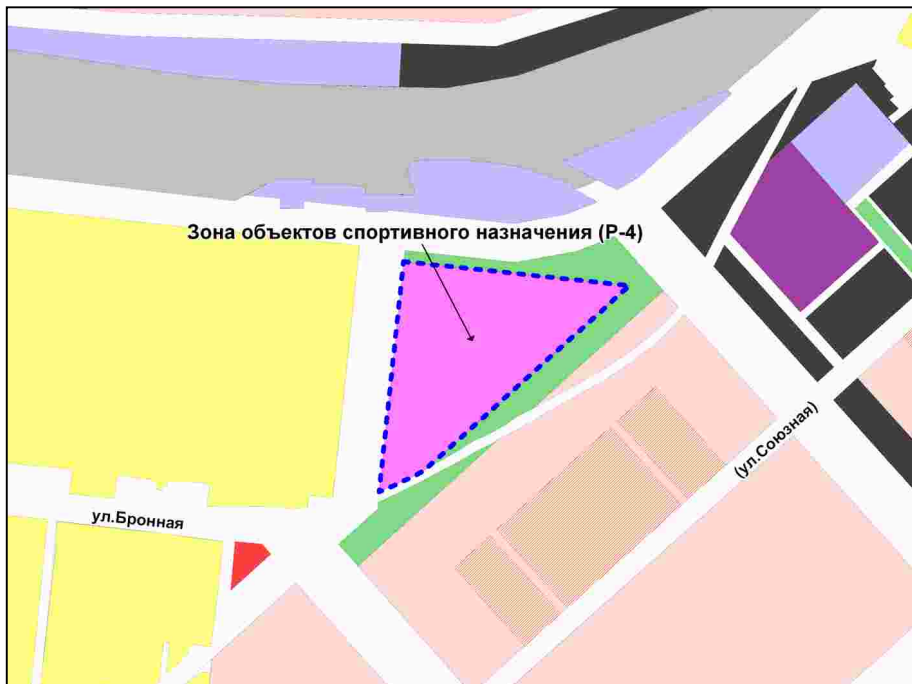 Зона объектов спортивного назначения (Р-4)
(ул.Союзная)
ул.Бронная